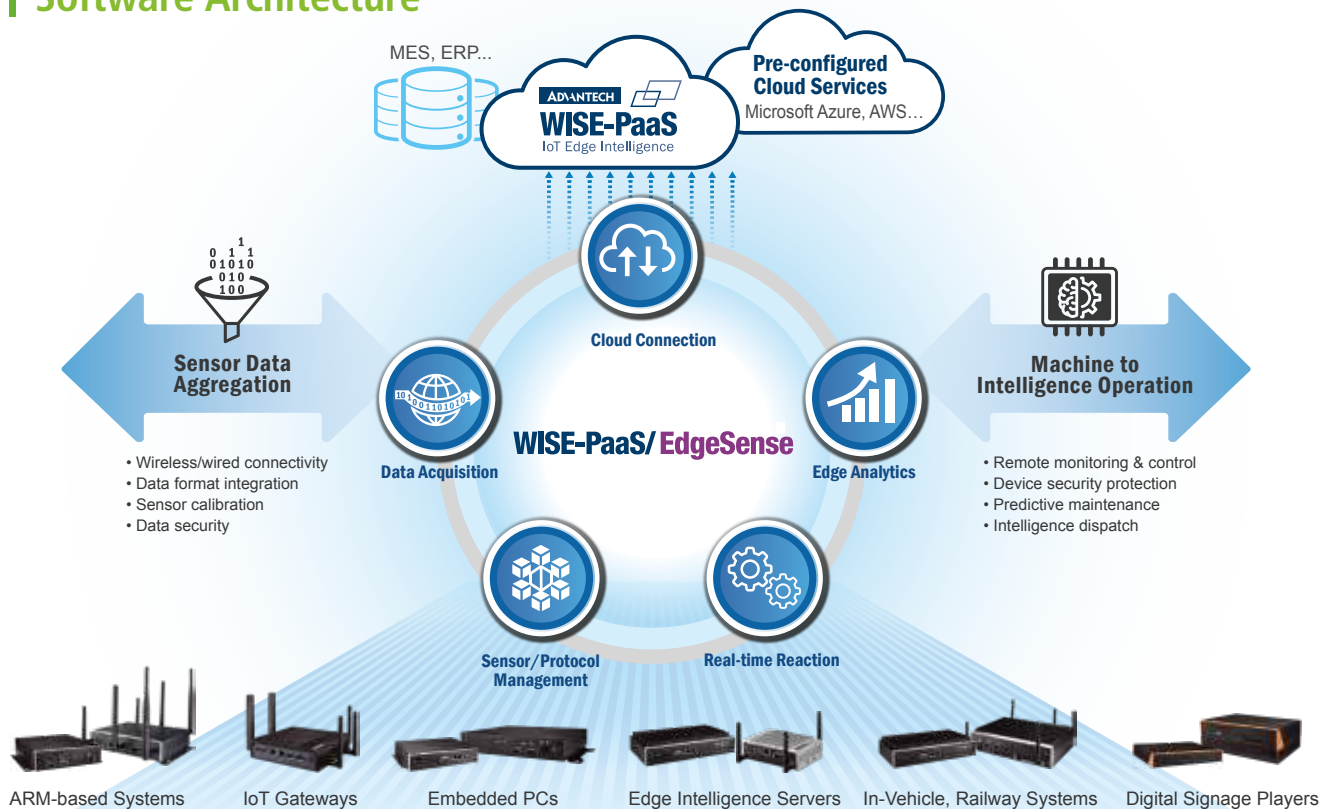 Software Architecture
MES, ERP...
ADVANTECH
WISE-PaaS
IoT Edge Intelligence
Pre-configured
Cloud Services
Microsoft Azure, AWS...
1
0 1 1
01010
010
100
Sensor Data
Aggregation
• Wireless/wired connectivity
• Data format integration
• Sensor calibration
• Data security
Cloud Connection
101001101010101
Data Acquisition
WISE-PaaS/EdgeSense
Edge Analytics
Machine to
Intelligence Operation
• Remote monitoring & control
• Device security protection
• Predictive maintenance
• Intelligence dispatch
Sensor/Protocol
Management
Real-time Reaction
ARM-based Systems
IoT Gateways
Embedded PCs
Edge Intelligence Servers
In-Vehicle, Railway Systems
Digital Signage Players